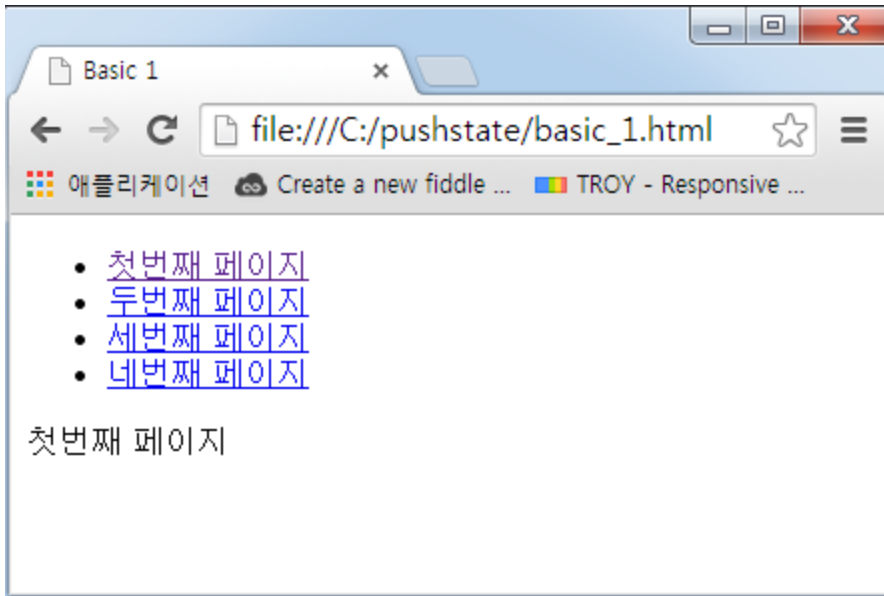 Basic 1
file:///C:/pushstate/basic_1.html
애플리케이션 Create a new fiddle ... TROY - Responsive ...
첫번째 페이지
두번째 페이지
세번째 페이지
네번째 페이지
첫번째 페이지